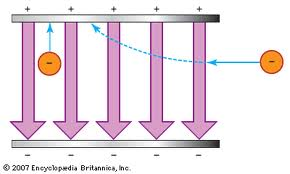 + + + + +
−
−
− − − − −
© 2007 Encyclopædia Britannica, Inc.